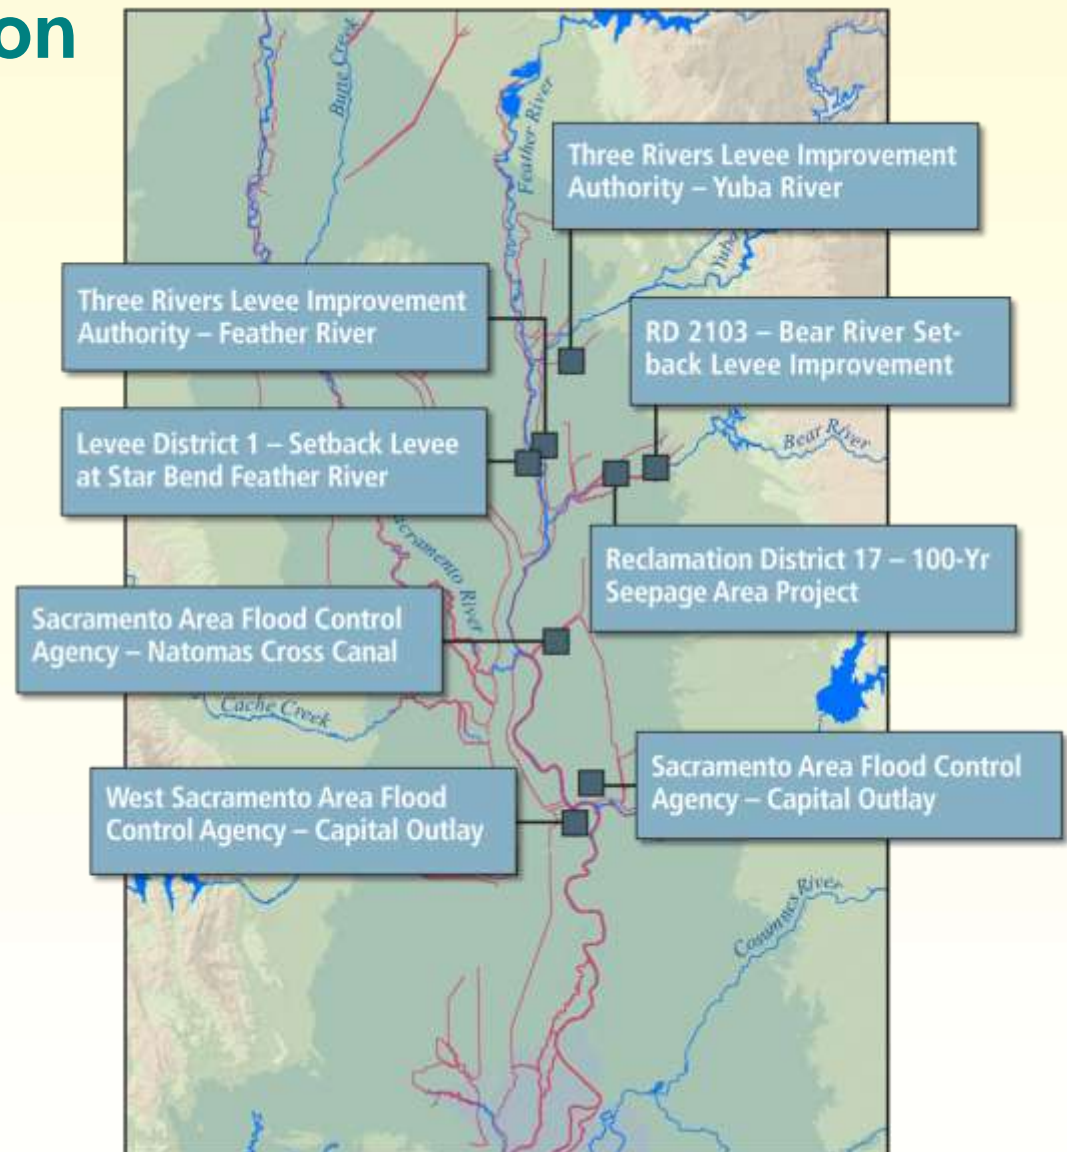 on
Butte Creek
Feather River
Three Rivers Levee Improvement
Authority – Yuba River
Yuba
Three Rivers Levee Improvement
Authority – Feather River
RD 2103 – Bear River Set-
back Levee Improvement
Levee District 1 – Setback Levee
at Star Bend Feather River
Bear River
acramento River
Reclamation District 17 – 100-Yr
Seepage Area Project
Sacramento Area Flood Control
Agency – Natomas Cross Canal
Cache Creek
Sacramento Area Flood Control
Agency – Capital Outlay
West Sacramento Area Flood
Control Agency – Capital Outlay
Cosumnes River